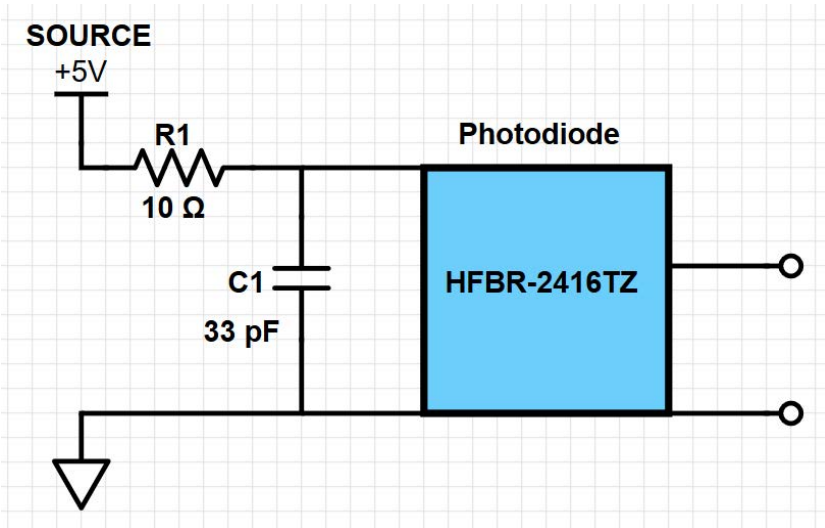 SOURCE
+5V
R1
10 Ω
Photodiode
C1
33 pF
HFBR-2416TZ